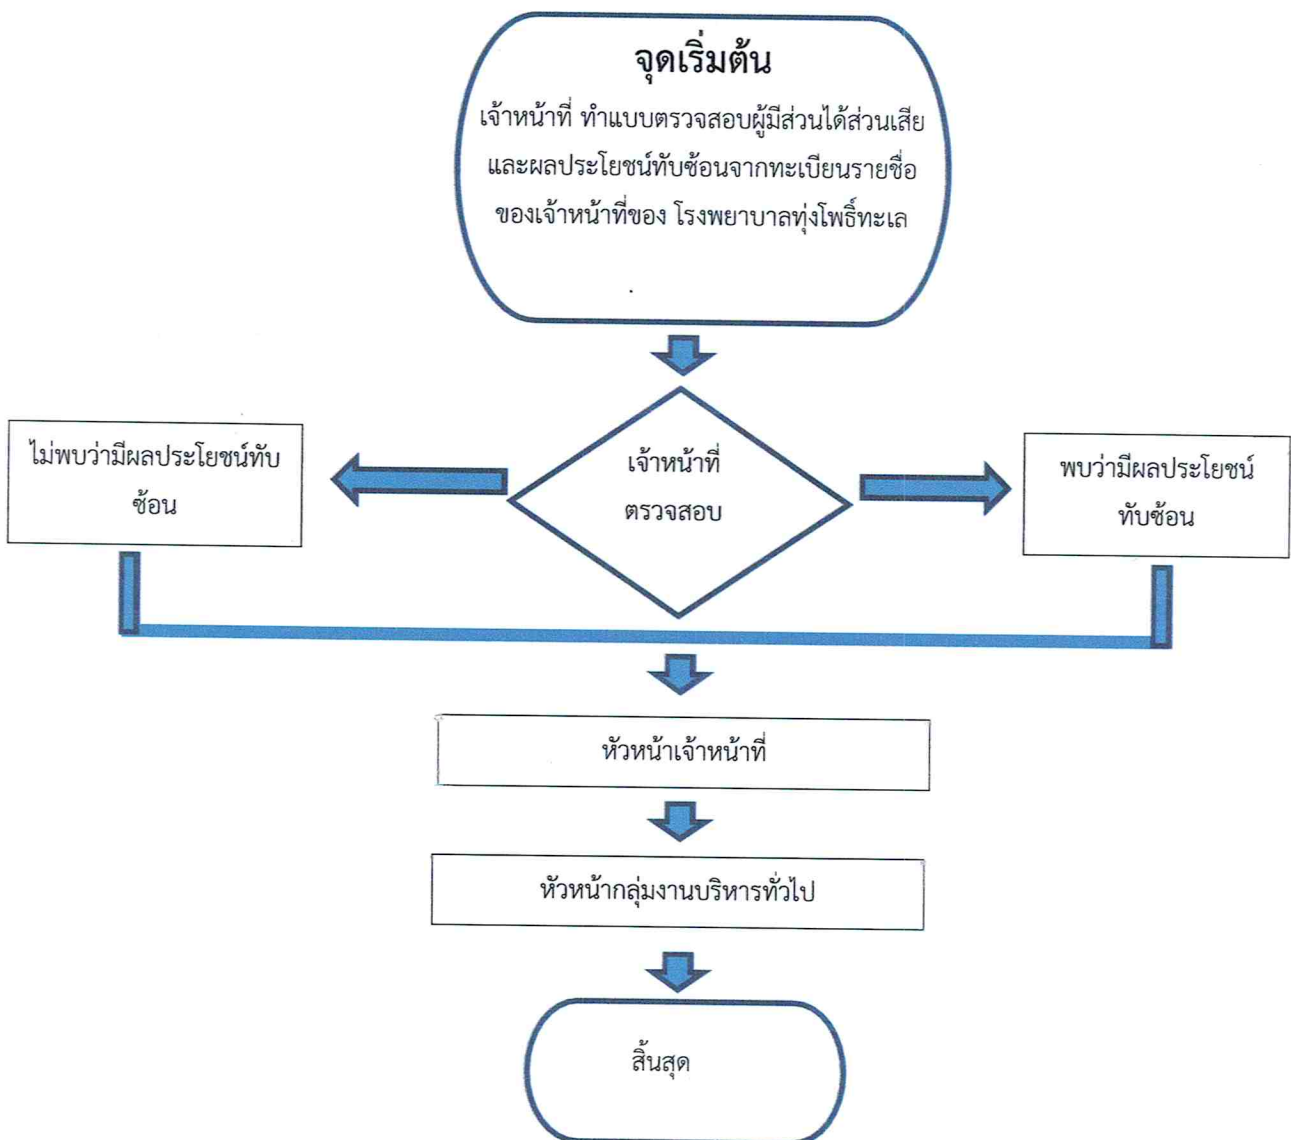 จุดเริ่มต้น
เจ้าหน้าที่ ทำแบบตรวจสอบผู้มีส่วนได้ส่วนเสีย
และผลประโยชน์ทับซ้อนจากทะเบียนรายชื่อ
ของเจ้าหน้าที่ของ โรงพยาบาลทุ่งโพธิ์ทะเล
เจ้าหน้าที่
ตรวจสอบ
ไม่พบว่ามีผลประโยชน์ทับ
ซ้อน
พบว่ามีผลประโยชน์
ทับซ้อน
หัวหน้าเจ้าหน้าที่
หัวหน้ากลุ่มงานบริหารทั่วไป
สิ้นสุด